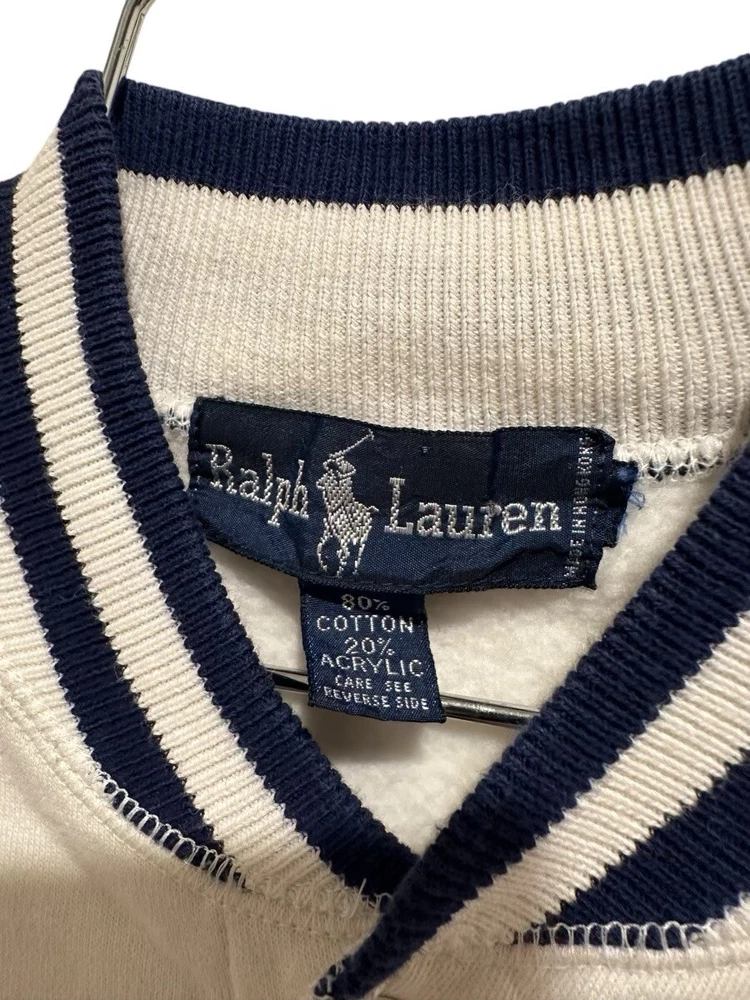 Ralph Lauren
MADE IN HONG KONG
80%
COTTON
20%
ACRYLIC
CARE SEE
REVERSE SIDE